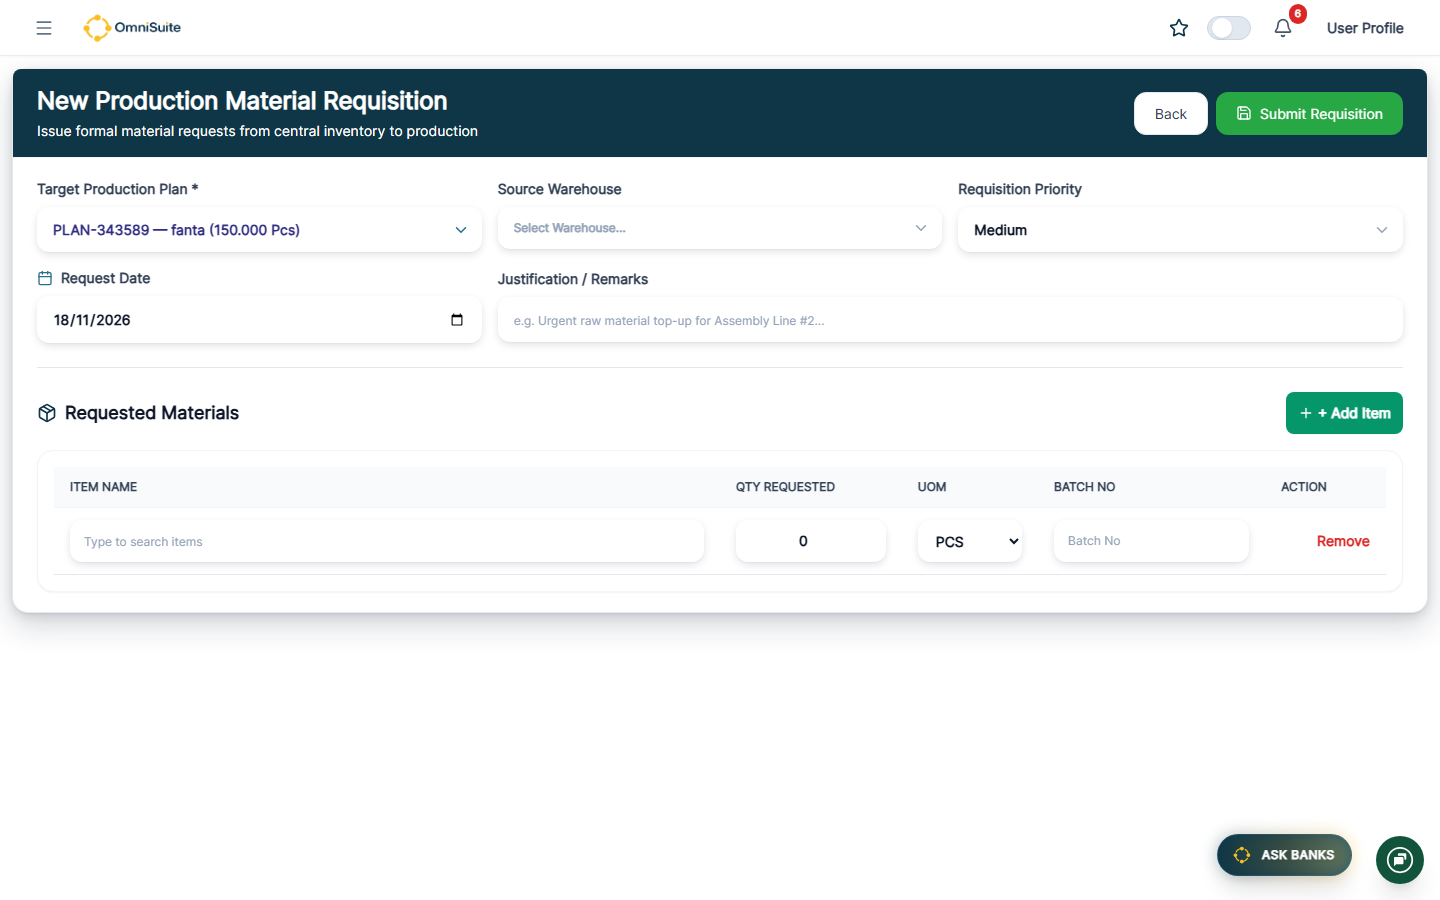 OmniSuite
6
User Profile
New Production Material Requisition
Issue formal material requests from central inventory to production
Back
Submit Requisition
Target Production Plan *
Source Warehouse
Requisition Priority
PLAN-343589 — fanta (150.000 Pcs)
Select Warehouse...
Medium
Request Date
Justification / Remarks
18/11/2026
e.g. Urgent raw material top-up for Assembly Line #2...
Requested Materials
+ + Add Item
ITEM NAME
QTY REQUESTED
UOM
BATCH NO
ACTION
Type to search items
0
PCS
Batch No
Remove
ASK BANKS